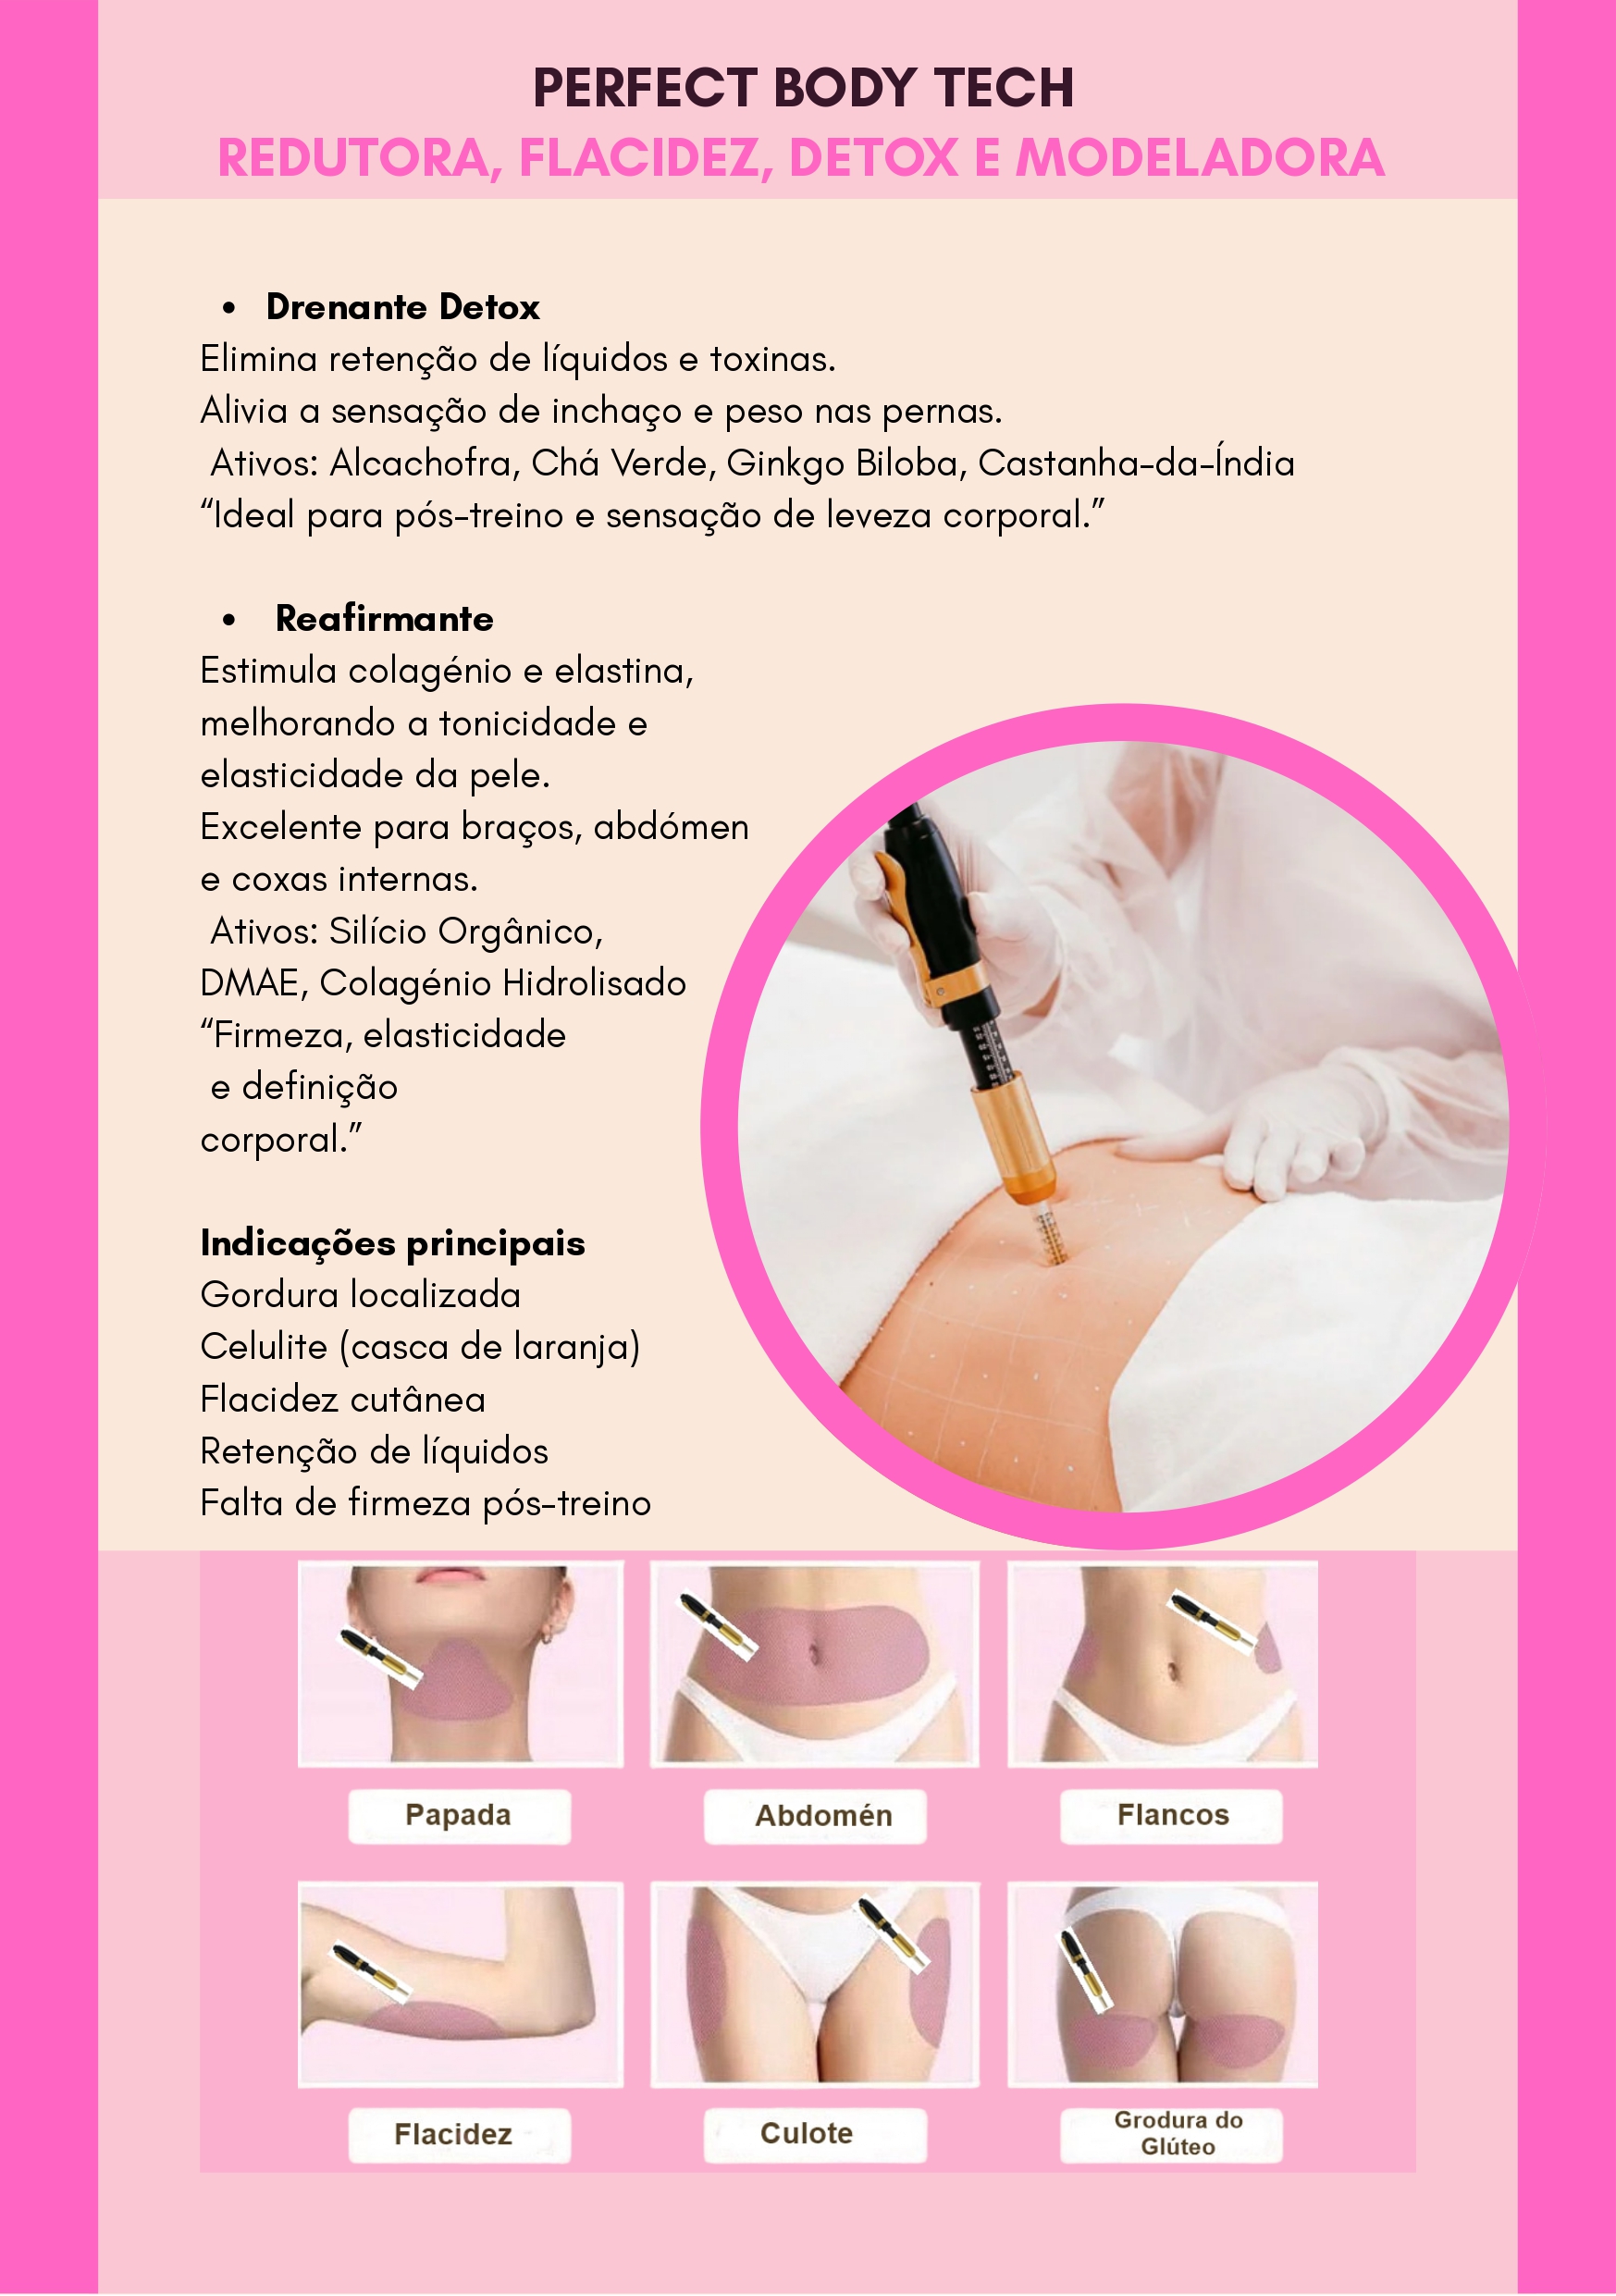 PERFECT BODY TECH
REDUTORA, FLACIDEZ, DETOX E MODELADORA
• Drenante Detox
Elimina retenção de líquidos e toxinas.
Alivia a sensação de inchaço e peso nas pernas.
Ativos: Alcachofra, Chá Verde, Ginkgo Biloba, Castanha-da-Índia
“Ideal para pós-treino e sensação de leveza corporal.”
• Reafirmante
Estimula colagénio e elastina,
melhorando a tonicidade e
elasticidade da pele.
Excelente para braços, abdómen
e coxas internas.
Ativos: Silício Orgânico,
DMAE, Colagénio Hidrolisado
“Firmeza, elasticidade
e definição
corporal.”
Indicações principais
Gordura localizada
Celulite (casca de laranja)
Flacidez cutânea
Retenção de líquidos
Falta de firmeza pós-treino
Papada
Abdomén
Flancos
Flacidez
Culote
Grodura do
Glúteo